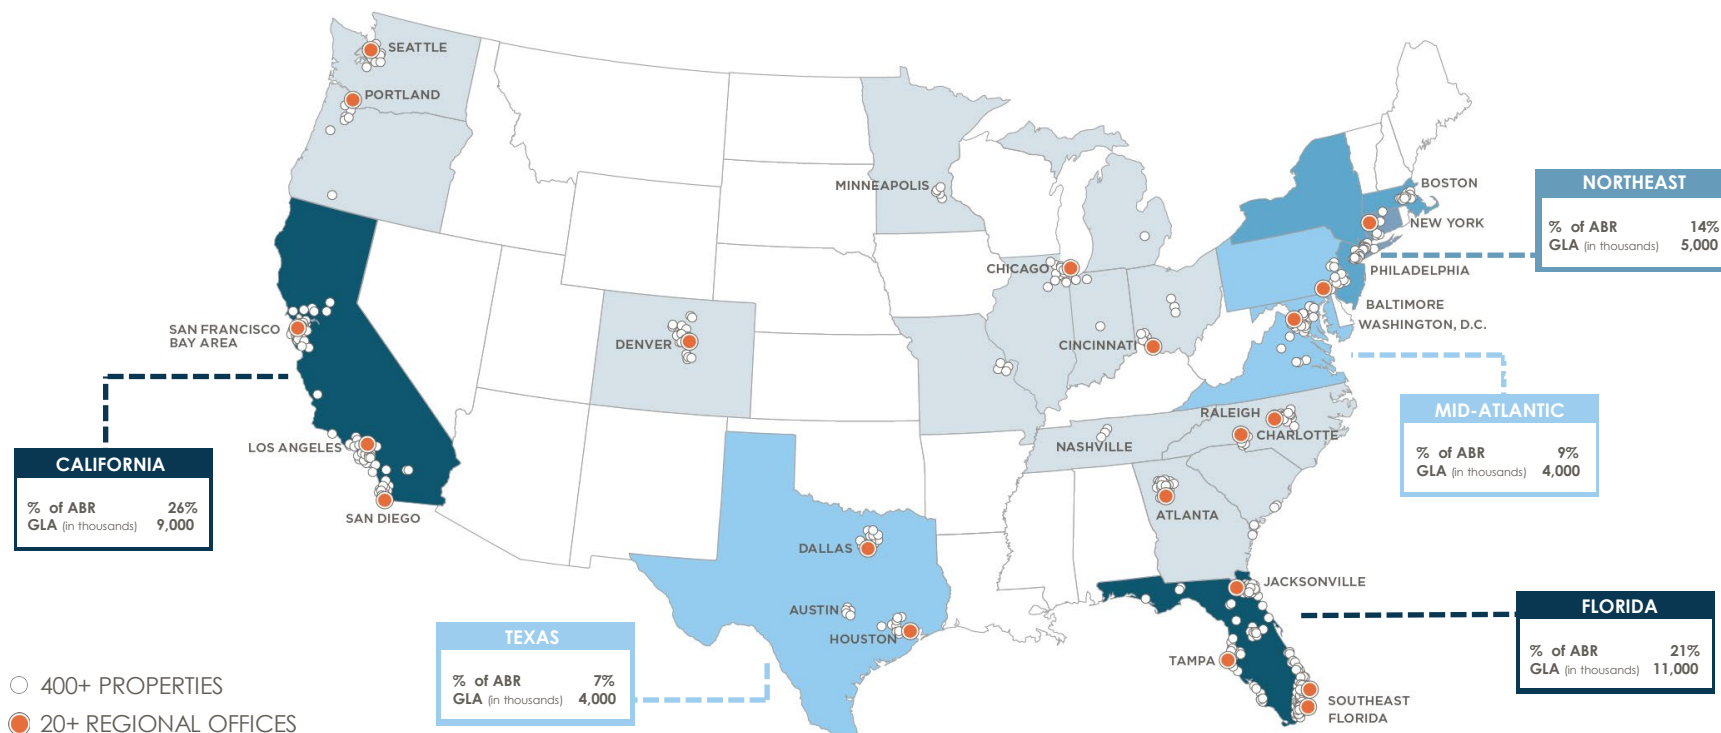 SEATTLE
PORTLAND
MINNEAPOLIS
BOSTON
NEW YORK
CHICAGO
PHILADELPHIA
BALTIMORE
WASHINGTON, D.C.
SAN FRANCISCO
BAY AREA
DENVER
CINCINNATI
RALEIGH
CHARLOTTE
NASHVILLE
LOS ANGELES
SAN DIEGO
ATLANTA
DALLAS
AUSTIN
HOUSTON
JACKSONVILLE
TAMPA
SOUTHEAST
FLORIDA
NORTHEAST
% of ABR 14%
GLA (in thousands) 5,000
MID-ATLANTIC
% of ABR 9%
GLA (in thousands) 4,000
CALIFORNIA
% of ABR 26%
GLA (in thousands) 9,000
TEXAS
% of ABR 7%
GLA (in thousands) 4,000
FLORIDA
% of ABR 21%
GLA (in thousands) 11,000
400+ PROPERTIES
20+ REGIONAL OFFICES